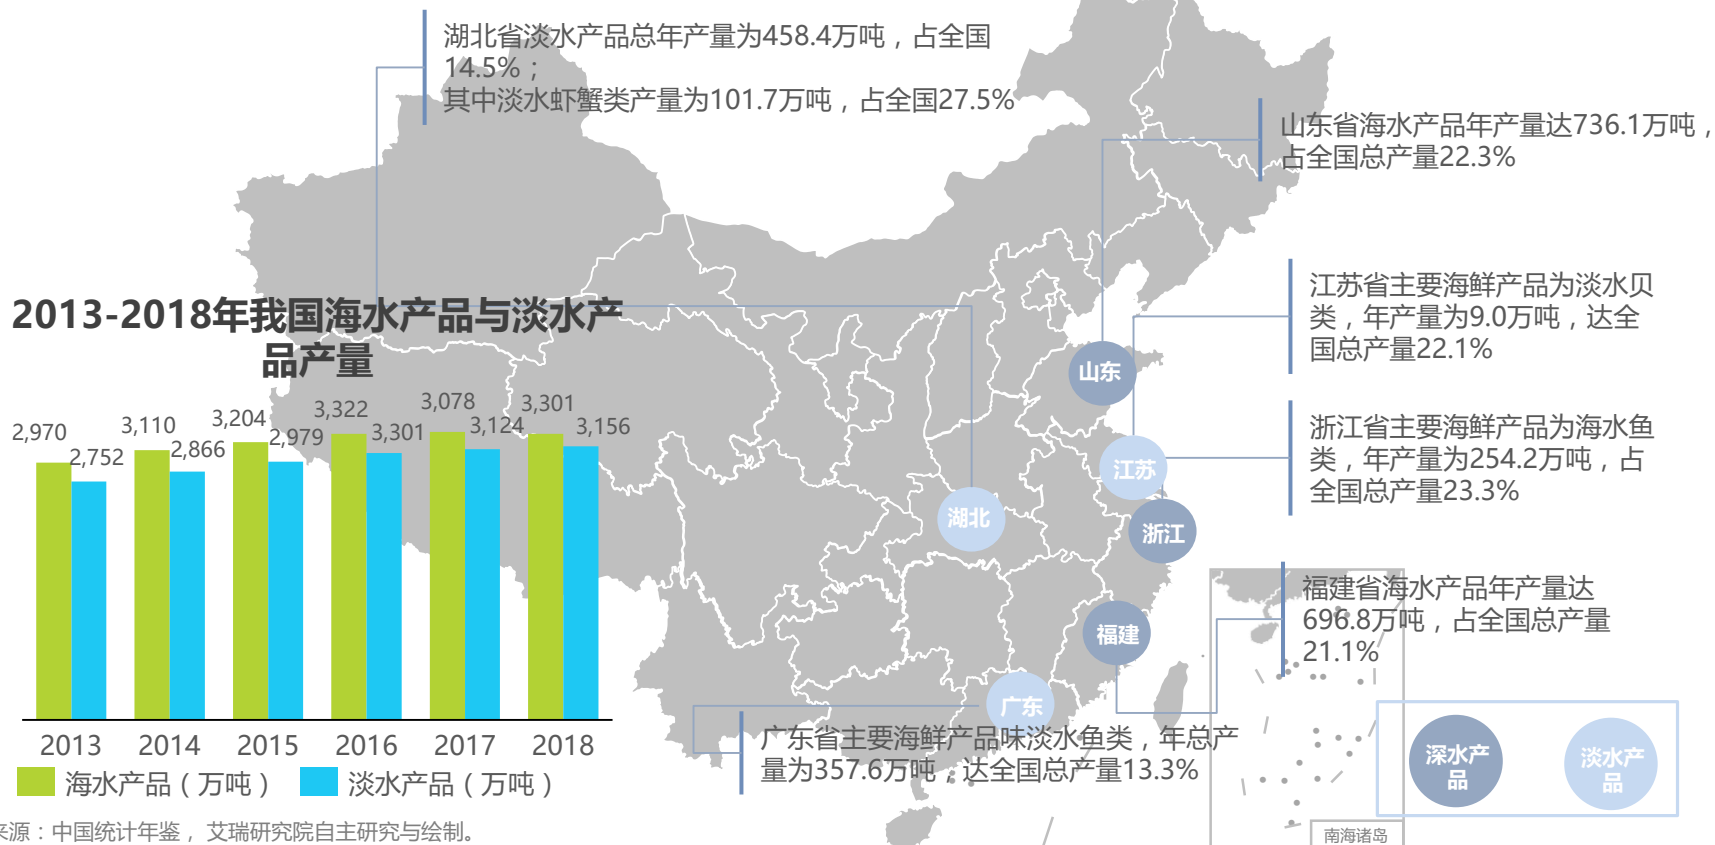 湖北省淡水产品总年产量为458.4万吨，占全国
14.5%；
其中淡水虾蟹类产量为101.7万吨，占全国27.5%
山东省海水产品年产量达736.1万吨，
占全国总产量22.3%
江苏省主要海鲜产品为淡水贝
类，年产量为9.0万吨，达全
国总产量22.1%
浙江省主要海鲜产品为海水鱼
类，年产量为254.2万吨，占
全国总产量23.3%
福建省海水产品年产量达
696.8万吨，占全国总产量
21.1%
广东省主要海鲜产品味淡水鱼类，年总产
量为357.6万吨，达全国总产量13.3%
山东
江苏
湖北
浙江
福建
广东
2013-2018年我国海水产品与淡水产
品产量
2,970
2,752
3,110
2,866
3,204
2,979
3,322
3,301
3,078
3,124
3,301
3,156
2013
2014
2015
2016
2017
2018
海水产品（万吨）
淡水产品（万吨）
深水产
品
淡水产
品
南海诸岛
来源：中国统计年鉴， 艾瑞研究院自主研究与绘制。